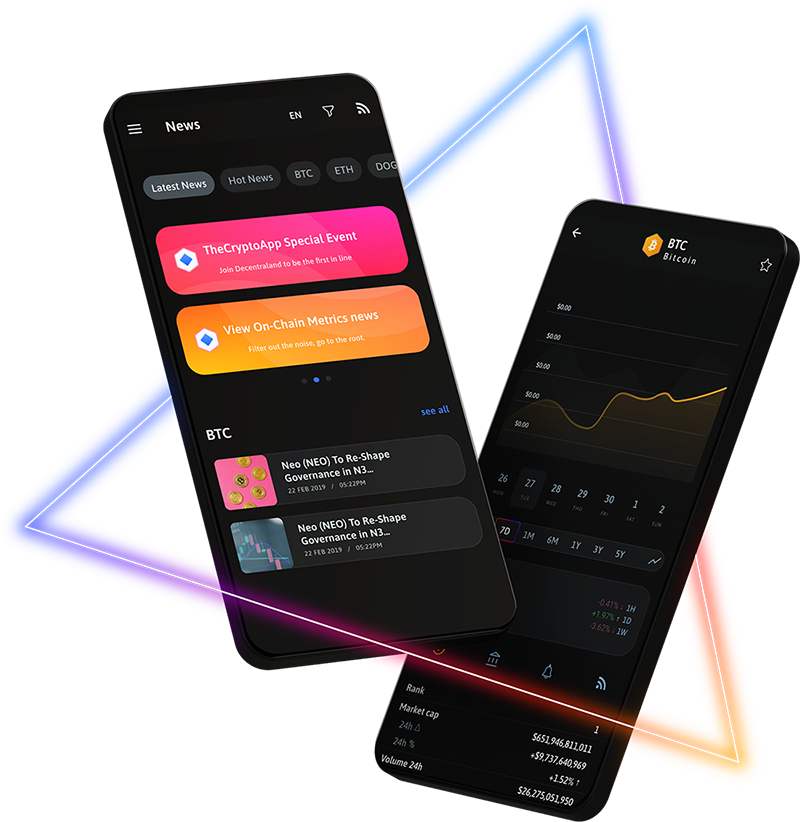 News
EN
Latest News
Hot News
BTC
ETH
DOG
TheCryptoApp Special Event
Join Decentraland to be the first in line
View On-Chain Metrics news
Filter out the noise, go to the root.
BTC
see all
Neo (NEO) To Re-Shape
Governance in N3...
22 FEB 2019 / 05:22PM
Neo (NEO) To Re-Shape
Governance in N3...
22 FEB 2019 / 05:22PM
BTC
Bitcoin
$0.00
$0.00
$0.00
$0.00
$0.00
26 27 28 29 30 1 2
MON TUE WED THU FRI SAT SUN
7D 1M 6M 1Y 3Y 5Y
-0.41% ↓ 1H
+1.97% ↑ 1D
-3.62% ↓ 1W
Rank 1
Market cap $651,946,811,011
24h △ +$9,737,640,969
24h % +1.52% ↑
Volume 24h $26,275,051,950